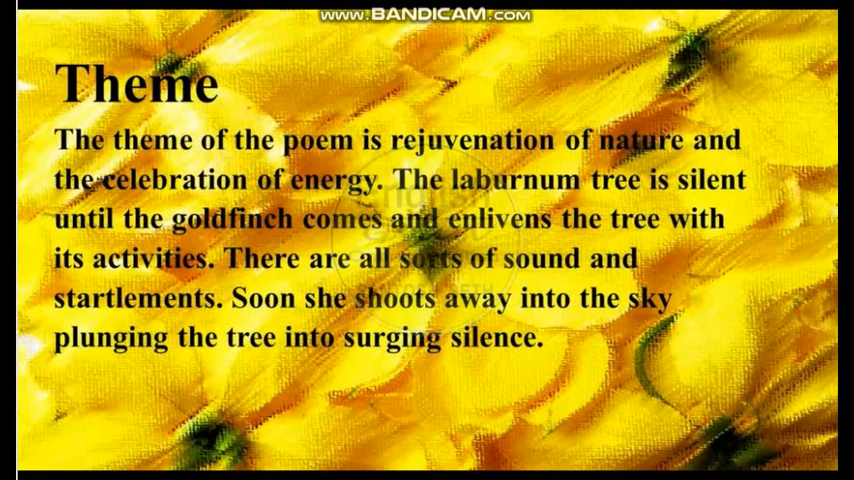 www.BANDICAM.com
Theme
The theme of the poem is rejuvenation of nature and
the celebration of energy. The laburnum tree is silent
until the goldfinch comes and enlivens the tree with
its activities. There are all sorts of sound and
startlements. Soon she shoots away into the sky
plunging the tree into surging silence.